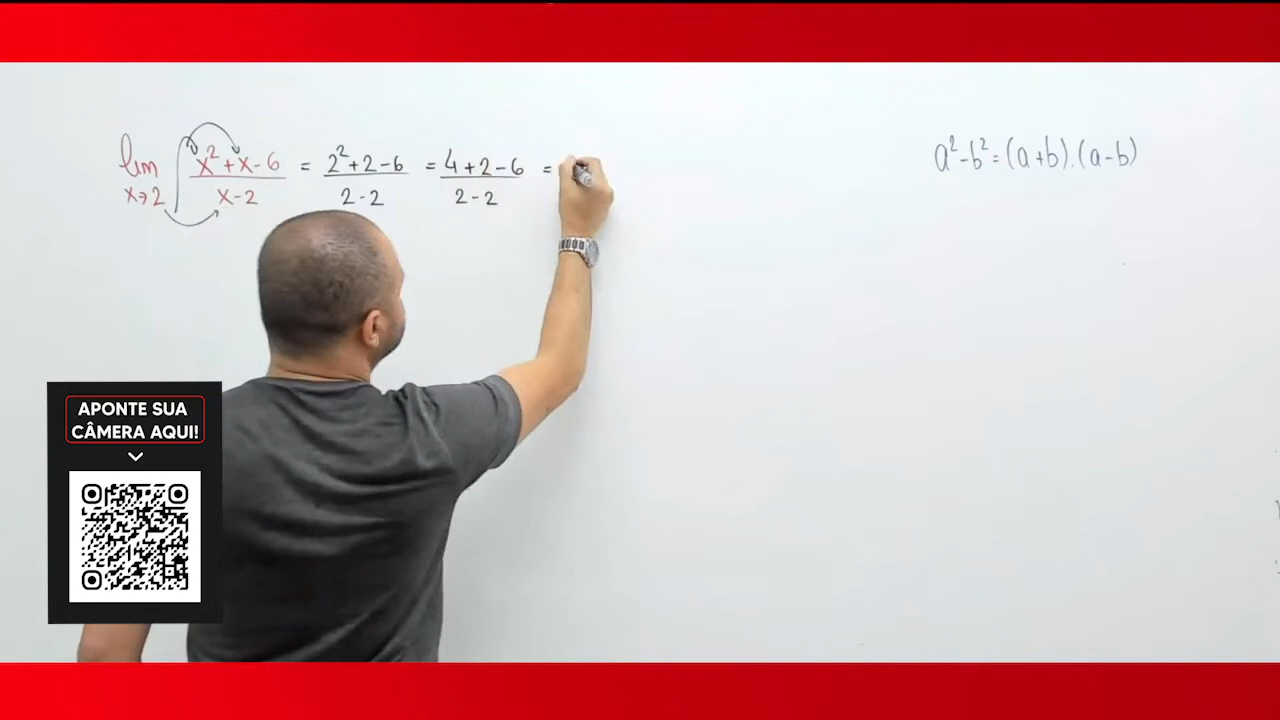 lim x→2 x²+x-6 / x-2 = 2²+2-6 / 2-2 = 4+2-6 / 2-2 =
a²-b²=(a+b).(a-b)
APONTE SUA
CÂMERA AQUI!